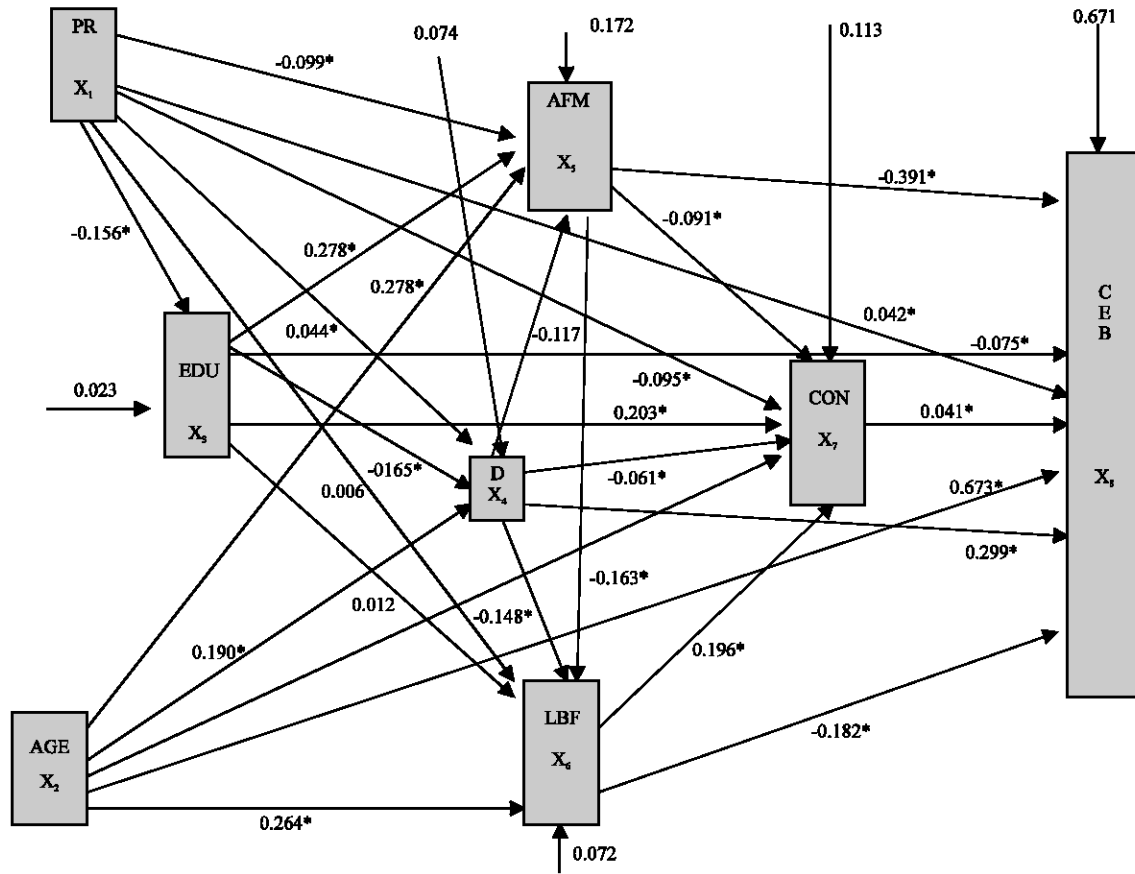 PR
X₁
0.074
0.172
0.113
0.671
-0.099*
AFM
X₅
-0.391*
-0.091*
-0.156*
0.278*
0.278*
0.044*
-0.117
0.042*
-0.075*
C
E
B
X₈
EDU
X₃
0.023
-0.095*
0.203*
CON
X₇
0.041*
-0165*
0.006
D
X₄
-0.061*
0.673*
0.299*
0.012
-0.148*
-0.163*
0.190*
0.196*
-0.182*
AGE
X₂
LBF
X₆
0.264*
0.072